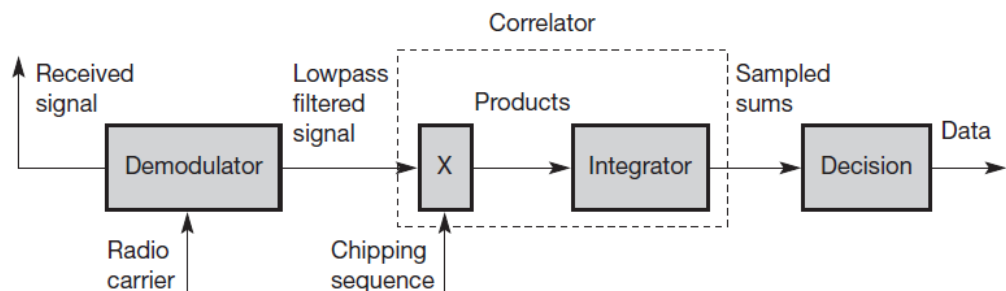 Correlator
Received
signal
Lowpass
filtered
signal
Products
Sampled
sums
Data
Demodulator
X
Integrator
Decision
Radio
carrier
Chipping
sequence